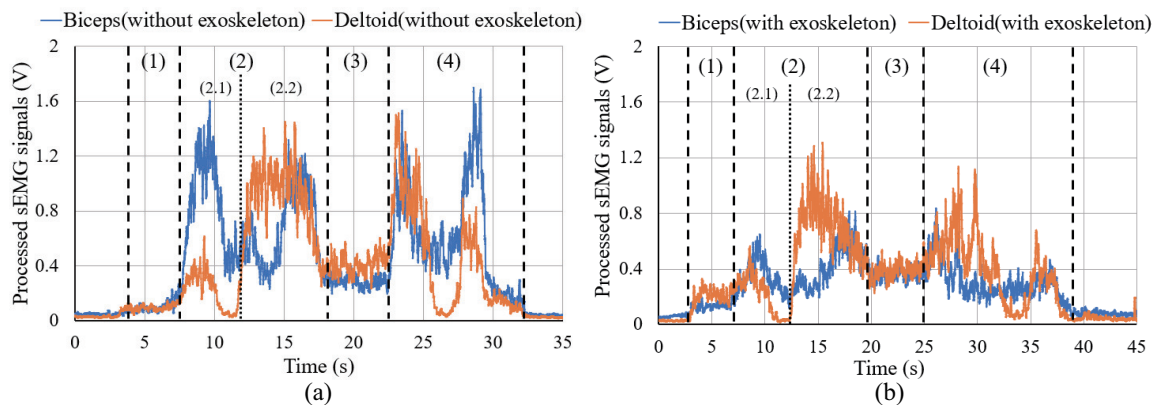 Biceps(without exoskeleton) Deltoid(without exoskeleton)
Processed sEMG signals (V)
2
1.6
1.2
0.8
0.4
0
(1) (2) (3) (4)
(2.1) (2.2)
0 5 10 15 20 25 30 35
Time (s)
(a)
Biceps(with exoskeleton) Deltoid(with exoskeleton)
Processed sEMG signals (V)
2
1.6
1.2
0.8
0.4
0
(1) (2) (3) (4)
(2.1) (2.2)
0 5 10 15 20 25 30 35 40 45
Time (s)
(b)